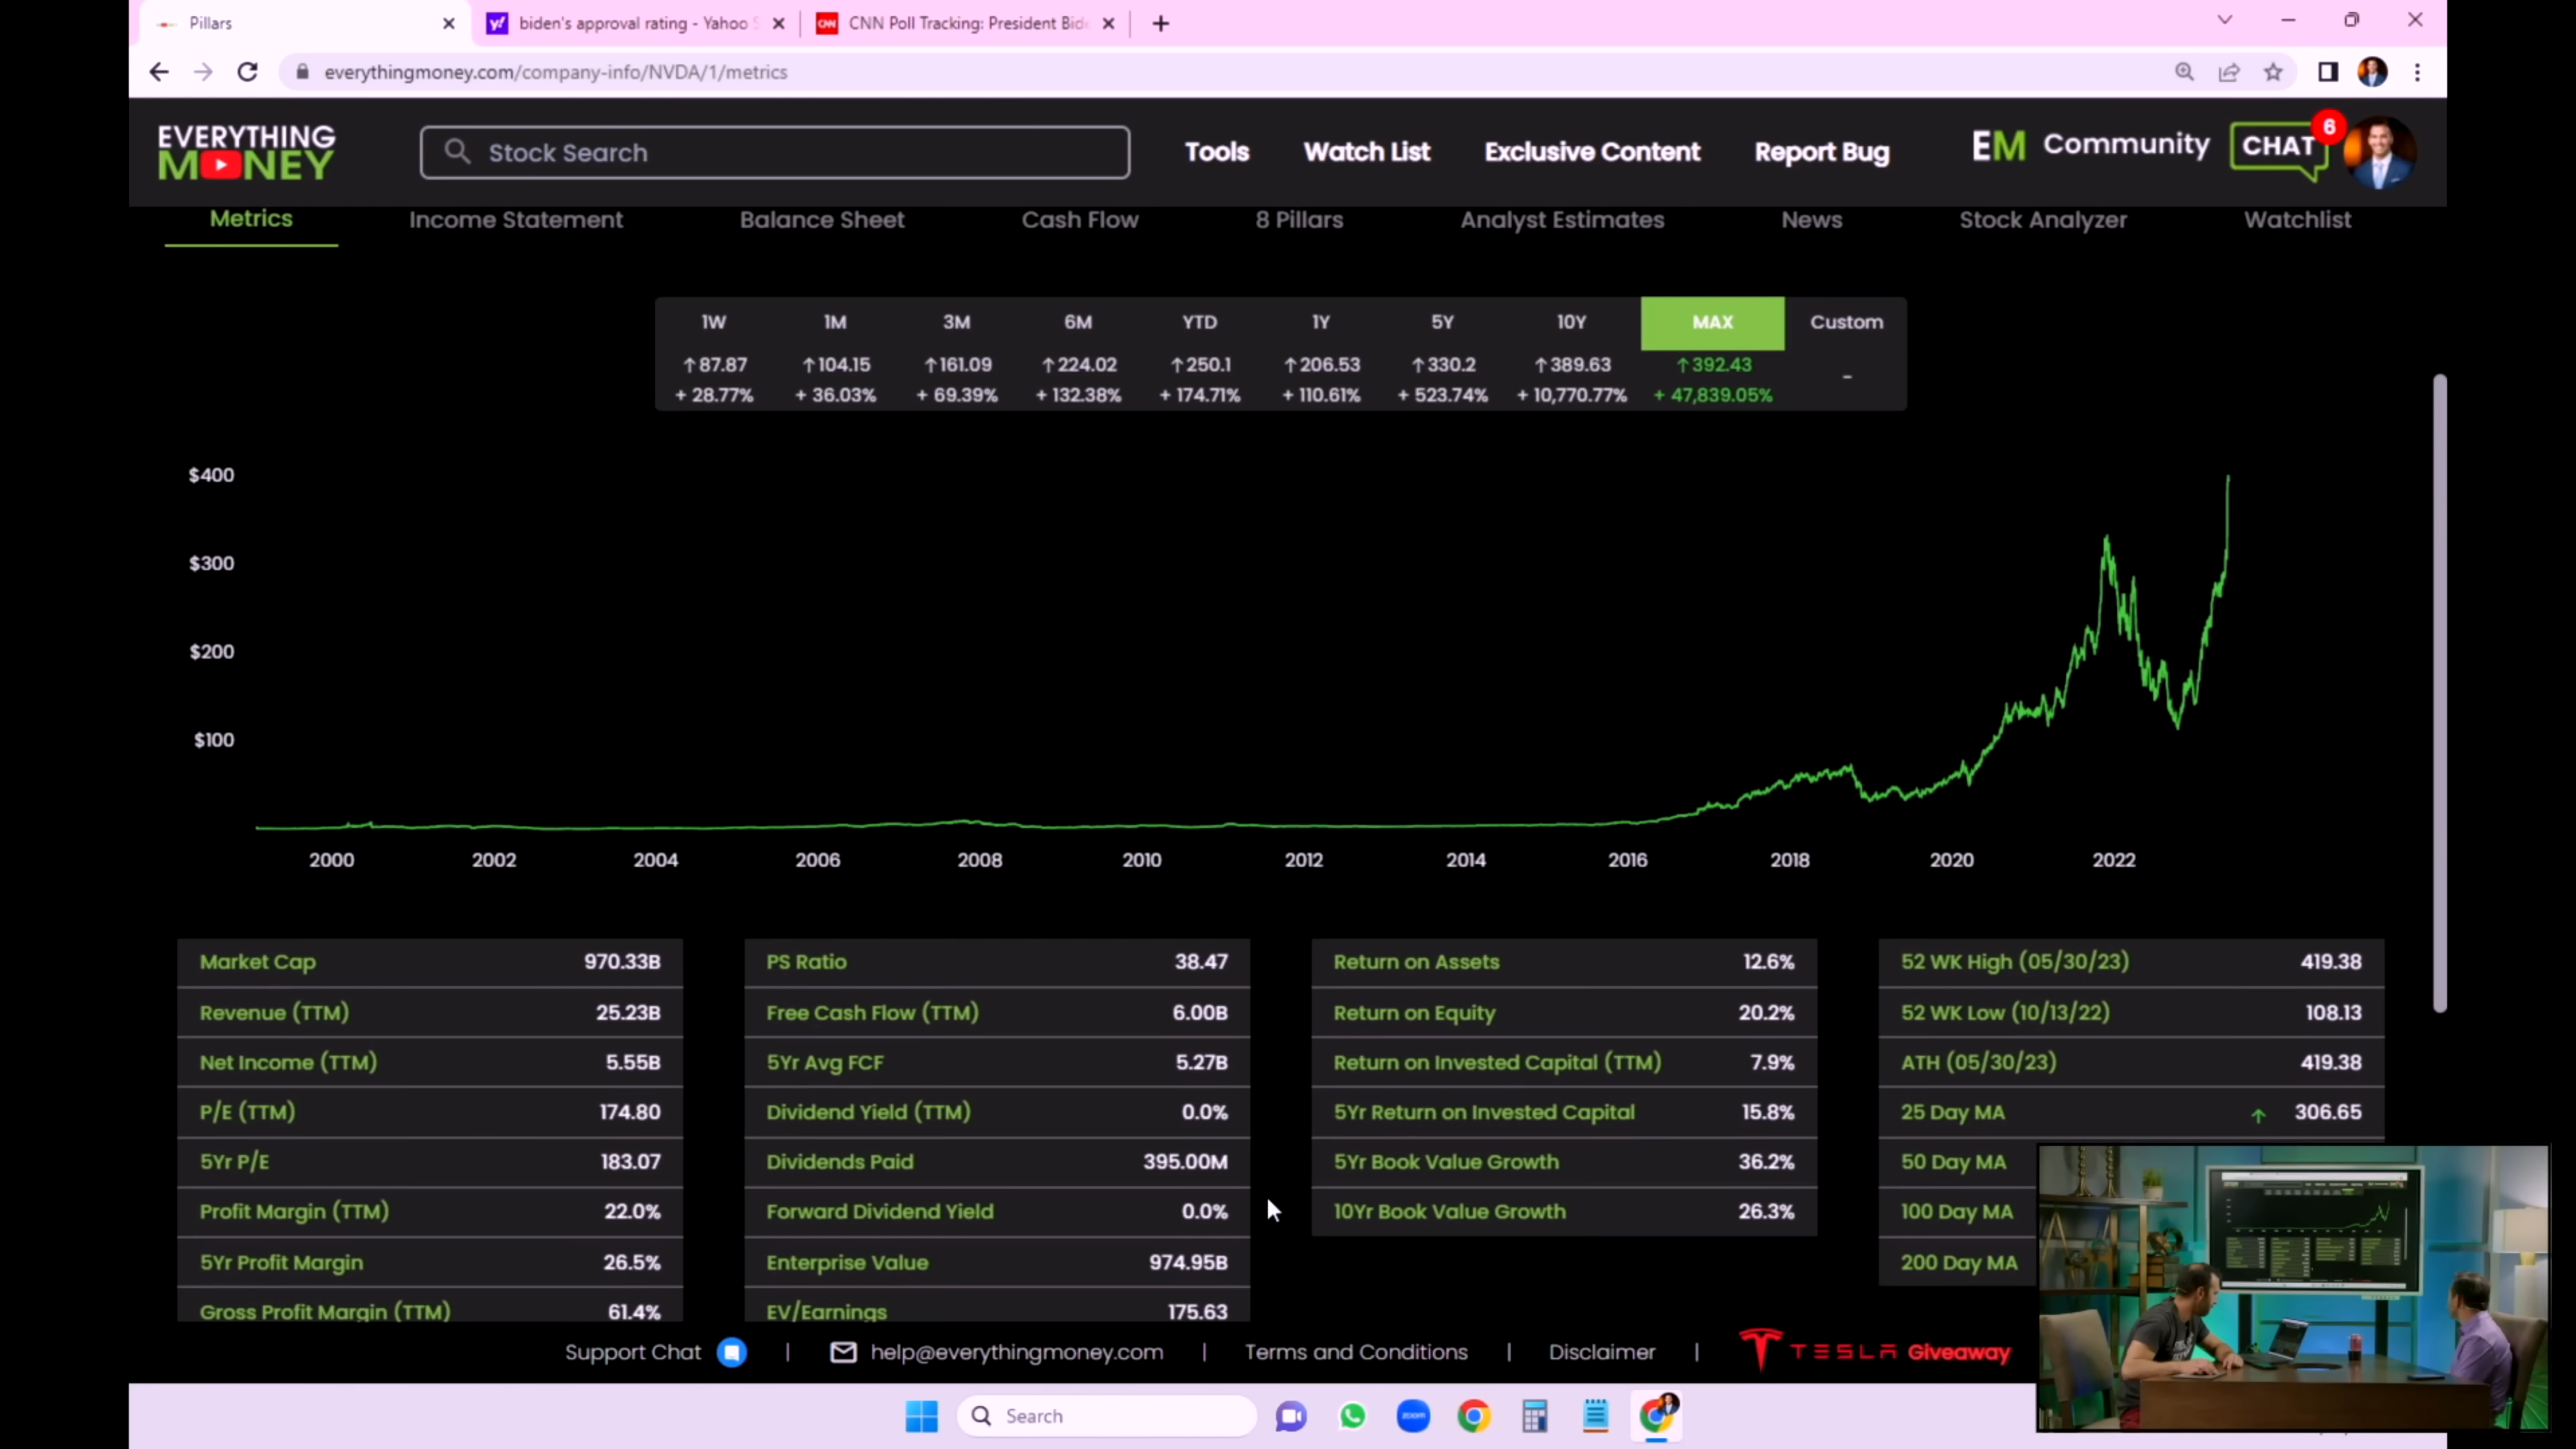 Pillars
biden's approval rating - Yahoo S
CNN Poll Tracking: President Bide
everythingmoney.com/company-info/NVDA/1/metrics
EVERYTHING
MONEY
Stock Search
Tools
Watch List
Exclusive Content
Report Bug
EM Community
CHAT
6
Metrics
Income Statement
Balance Sheet
Cash Flow
8 Pillars
Analyst Estimates
News
Stock Analyzer
Watchlist
1W 1M 3M 6M YTD 1Y 5Y 10Y MAX Custom
↑87.87 ↑104.15 ↑161.09 ↑224.02 ↑250.1 ↑206.53 ↑330.2 ↑389.63 ↑392.43 -
+ 28.77% + 36.03% + 69.39% + 132.38% + 174.71% + 110.61% + 523.74% + 10,770.77% + 47,839.05%
$400
$300
$200
$100
2000 2002 2004 2006 2008 2010 2012 2014 2016 2018 2020 2022
Market Cap 970.33B
Revenue (TTM) 25.23B
Net Income (TTM) 5.55B
P/E (TTM) 174.80
5Yr P/E 183.07
Profit Margin (TTM) 22.0%
5Yr Profit Margin 26.5%
Gross Profit Margin (TTM) 61.4%
PS Ratio 38.47
Free Cash Flow (TTM) 6.00B
5Yr Avg FCF 5.27B
Dividend Yield (TTM) 0.0%
Dividends Paid 395.00M
Forward Dividend Yield 0.0%
Enterprise Value 974.95B
EV/Earnings 175.63
Return on Assets 12.6%
Return on Equity 20.2%
Return on Invested Capital (TTM) 7.9%
5Yr Return on Invested Capital 15.8%
5Yr Book Value Growth 36.2%
10Yr Book Value Growth 26.3%
52 WK High (05/30/23) 419.38
52 WK Low (10/13/22) 108.13
ATH (05/30/23) 419.38
25 Day MA ↑ 306.65
50 Day MA
100 Day MA
200 Day MA
Support Chat | help@everythingmoney.com | Terms and Conditions | Disclaimer | TESLA Giveaway
Search
zoom